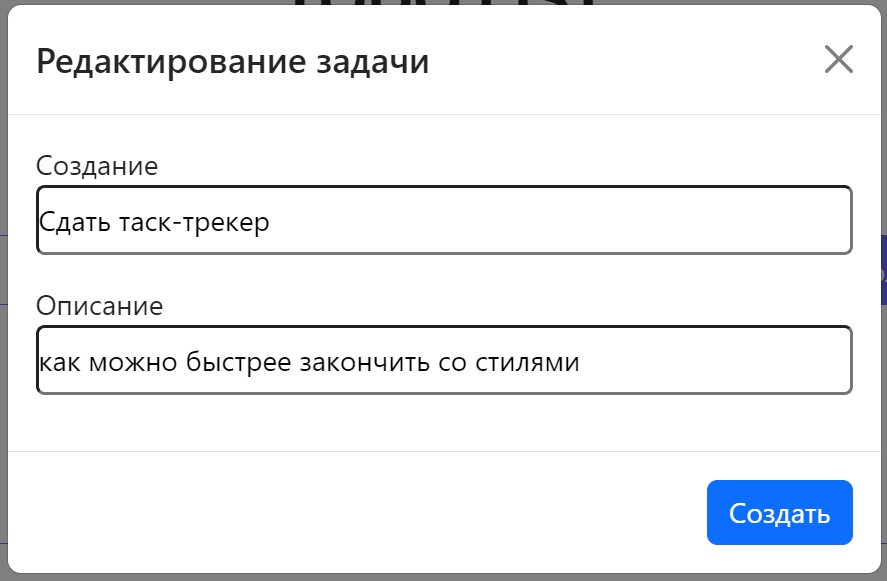 Редактирование задачи
Создание
Сдать таск-трекер
Описание
как можно быстрее закончить со стилями
Создать